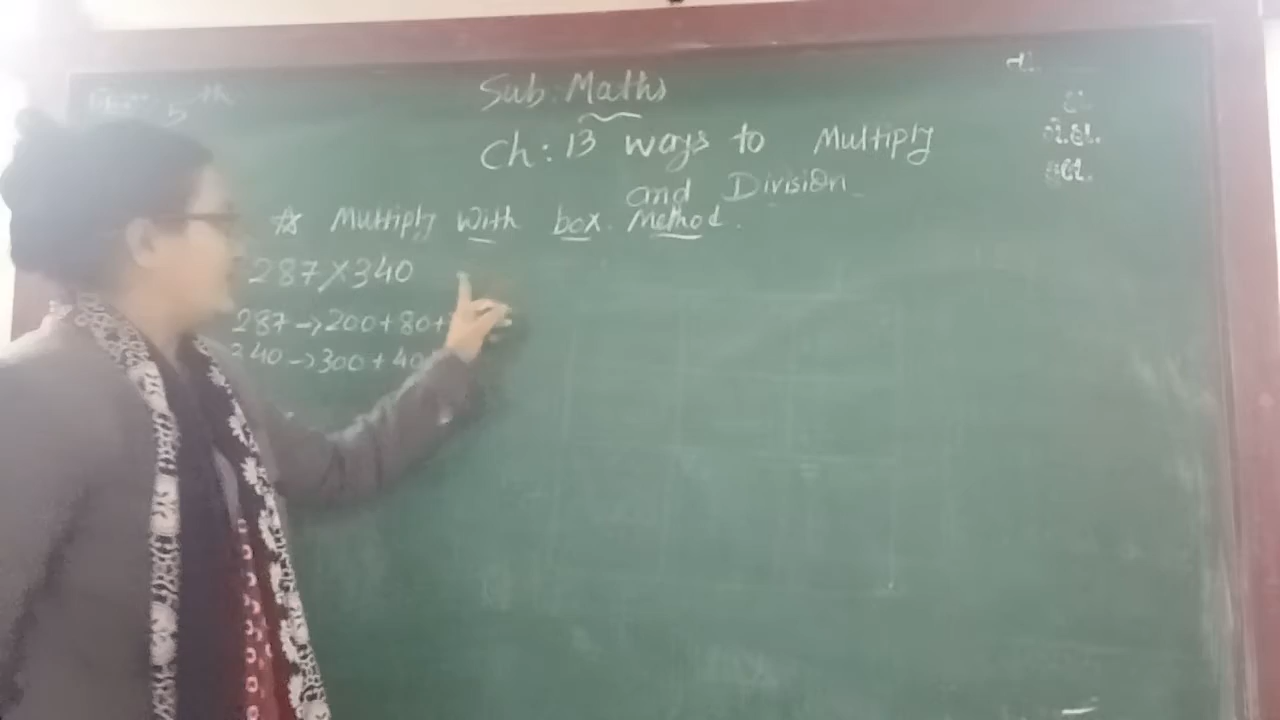 5th
Sub: Maths
Ch: 13 ways to Multiply
and Division
☆ Multiply with box Method.
287×340
287→200+80+
340→300+40